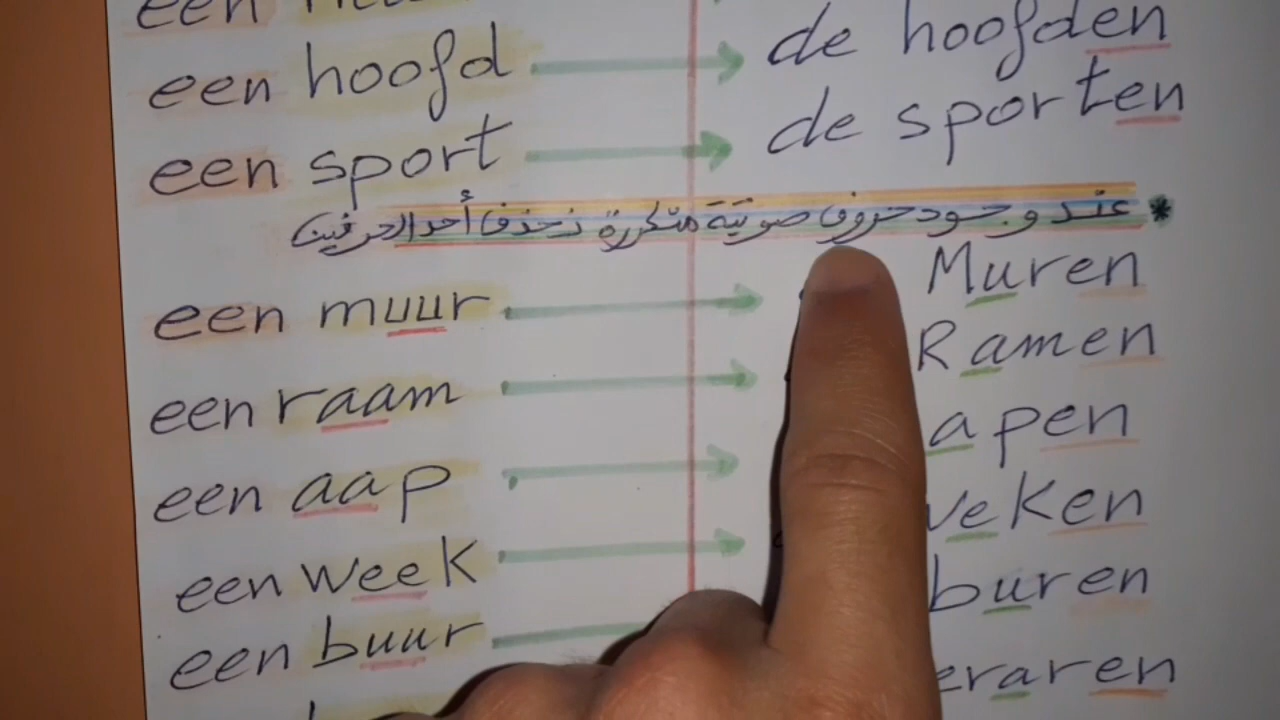 een
een hoofd de hoofden
een sport de sporten
* عند وجود حروف صوتية متكررة نحذف أحد الحرفين
een muur Muren
een raam Ramen
een aap apen
een week weken
een buur buren
eraren